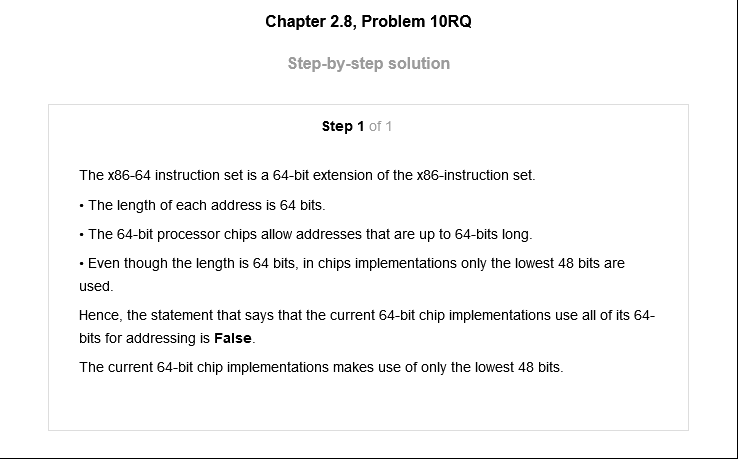 Chapter 2.8, Problem 10RQ
Step-by-step solution
Step 1 of 1
The x86-64 instruction set is a 64-bit extension of the x86-instruction set.
• The length of each address is 64 bits.
• The 64-bit processor chips allow addresses that are up to 64-bits long.
• Even though the length is 64 bits, in chips implementations only the lowest 48 bits are
used.
Hence, the statement that says that the current 64-bit chip implementations use all of its 64-
bits for addressing is False.
The current 64-bit chip implementations makes use of only the lowest 48 bits.